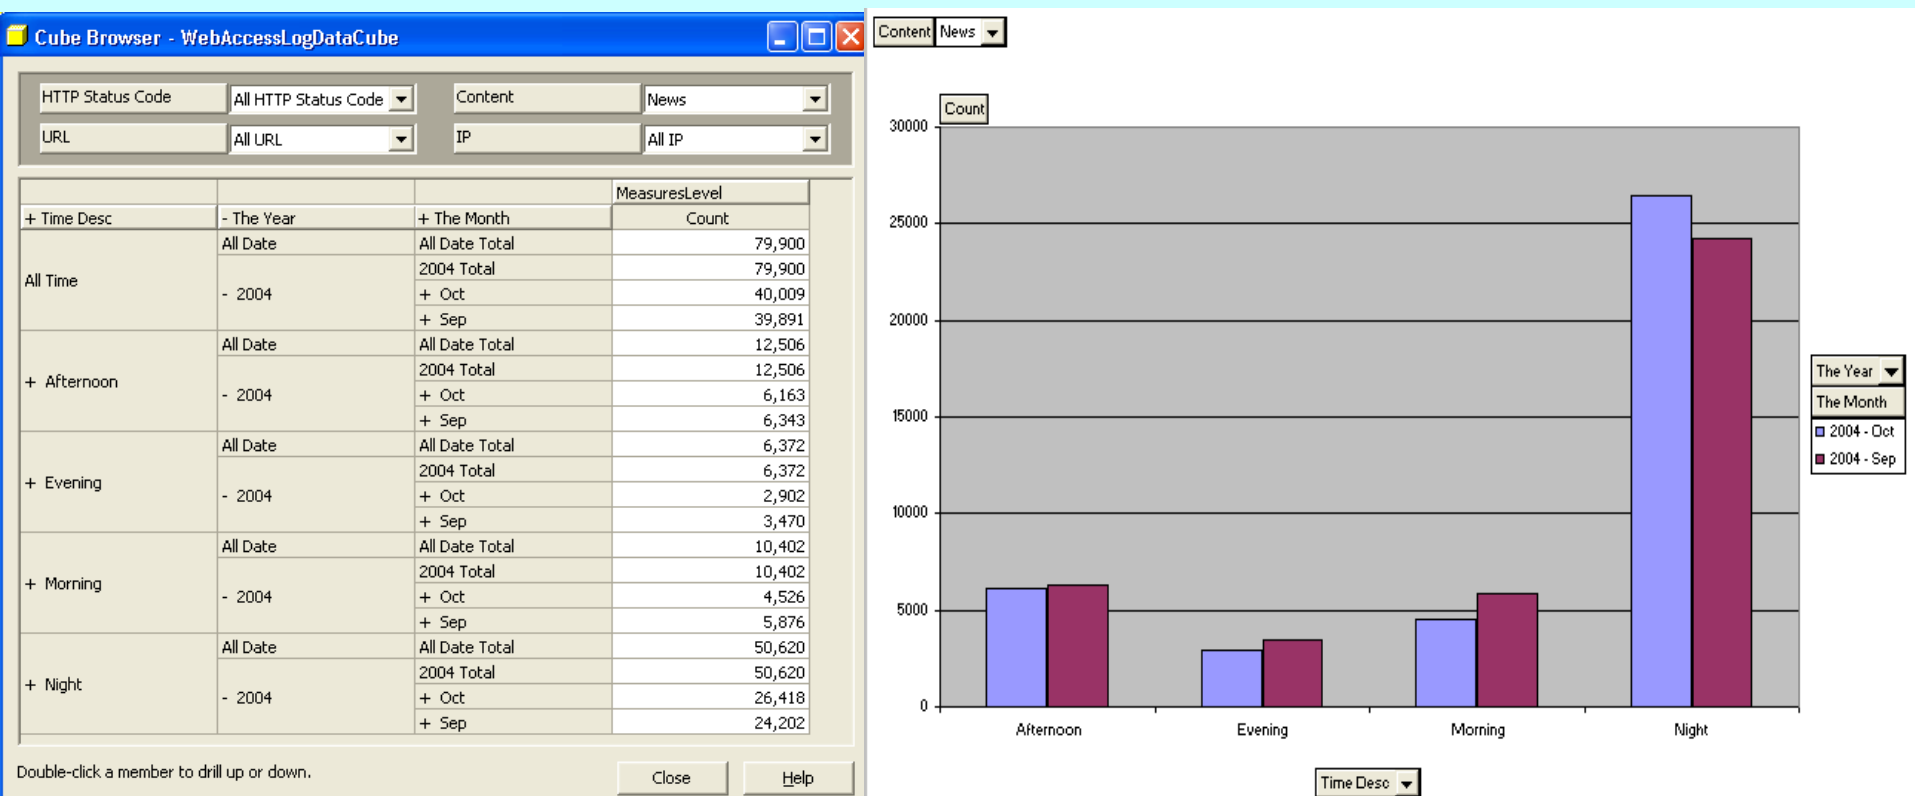 Cube Browser - WebAccessLogDataCube
HTTP Status Code All HTTP Status Code Content News
URL All URL IP All IP
MeasuresLevel
+ Time Desc - The Year + The Month Count
All Time All Date All Date Total 79,900
- 2004 2004 Total 79,900
+ Oct 40,009
+ Sep 39,891
+ Afternoon All Date All Date Total 12,506
- 2004 2004 Total 12,506
+ Oct 6,163
+ Sep 6,343
+ Evening All Date All Date Total 6,372
- 2004 2004 Total 6,372
+ Oct 2,902
+ Sep 3,470
+ Morning All Date All Date Total 10,402
- 2004 2004 Total 10,402
+ Oct 4,526
+ Sep 5,876
+ Night All Date All Date Total 50,620
- 2004 2004 Total 50,620
+ Oct 26,418
+ Sep 24,202
Double-click a member to drill up or down.
Close Help
Content News
Count
30000
25000
20000
15000
10000
5000
0
Afternoon Evening Morning Night
Time Desc
The Year
The Month
2004 - Oct
2004 - Sep